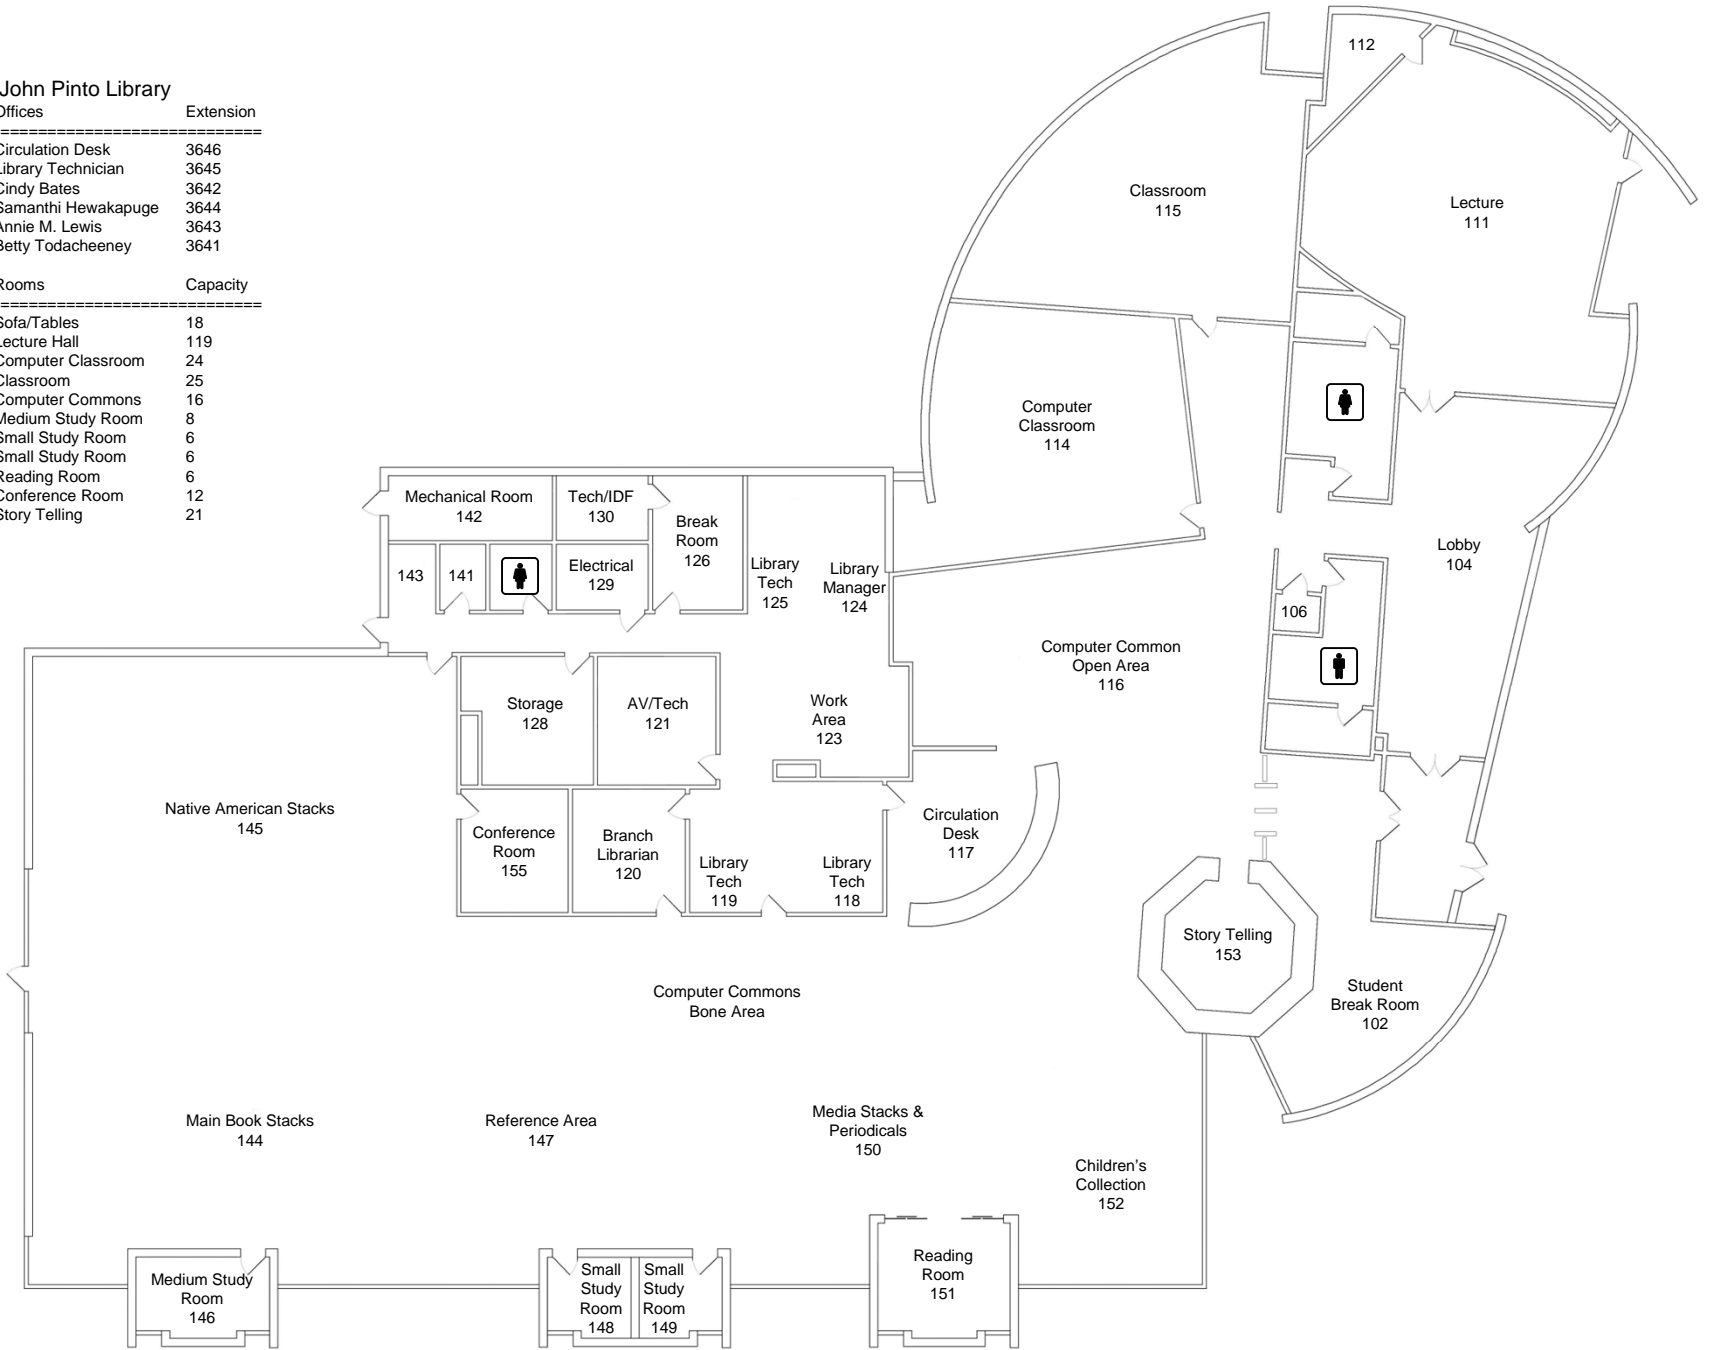 John Pinto Library
Offices Extension
============================
Circulation Desk 3646
Library Technician 3645
Cindy Bates 3642
Samanthi Hewakapuge 3644
Annie M. Lewis 3643
Betty Todacheeney 3641
Rooms Capacity
============================
Sofa/Tables 18
Lecture Hall 119
Computer Classroom 24
Classroom 25
Computer Commons 16
Medium Study Room 8
Small Study Room 6
Small Study Room 6
Reading Room 6
Conference Room 12
Story Telling 21
112
Classroom
115
Lecture
111
Computer
Classroom
114
Mechanical Room
142
Tech/IDF
130
Break
Room
126
143
141
Electrical
129
Library
Tech
125
Library
Manager
124
Lobby
104
106
Computer Common
Open Area
116
Storage
128
AV/Tech
121
Work
Area
123
Native American Stacks
145
Conference
Room
155
Branch
Librarian
120
Library
Tech
119
Library
Tech
118
Circulation
Desk
117
Story Telling
153
Student
Break Room
102
Computer Commons
Bone Area
Main Book Stacks
144
Reference Area
147
Media Stacks &
Periodicals
150
Children's
Collection
152
Medium Study
Room
146
Small
Study
Room
148
Small
Study
Room
149
Reading
Room
151